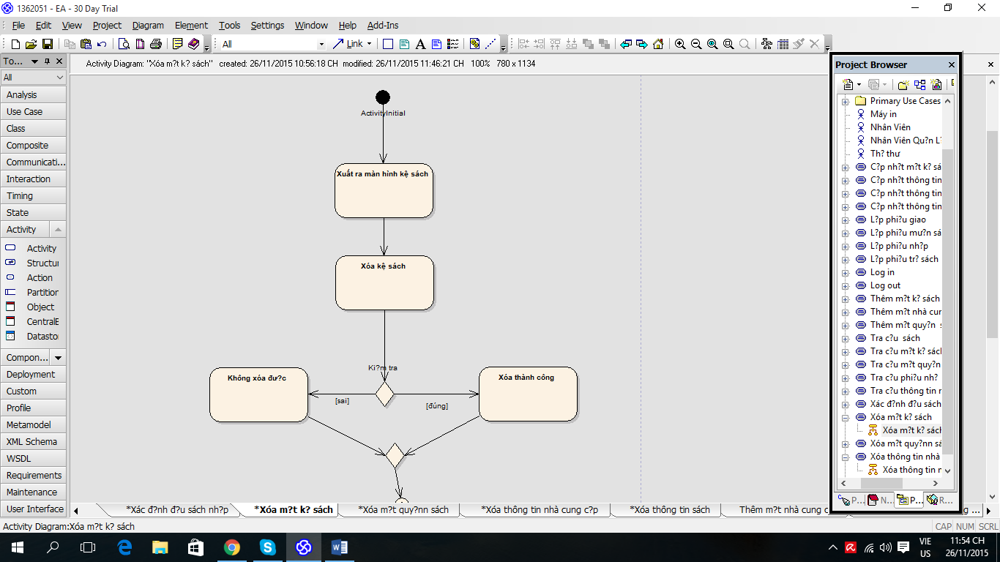 1362051 - EA - 30 Day Trial
File Edit View Project Diagram Element Tools Settings Window Help Add-Ins
All Link
To...
All
Analysis
Use Case
Class
Composite
Communicati...
Interaction
Timing
State
Activity
Activity
Structur
Action
Partition
Object
CentralB
Datastor
Compon...
Deployment
Custom
Profile
Metamodel
XML Schema
WSDL
Requirements
Maintenance
User Interface
Activity Diagram: "Xóa m?t k? sách" created: 26/11/2015 10:56:18 CH modified: 26/11/2015 11:46:21 CH 100% 780 x 1134
ActivityInitial
Xuất ra màn hình kệ sách
Xóa kệ sách
Ki?m tra
Không xóa đư?c
Xóa thành công
[sai]
[đúng]
Project Browser
Primary Use Cases
Máy in
Nhân Viên
Nhân Viên Qu?n L
Th? thư
C?p nh?t m?t k? sá
C?p nh?t thông tin
C?p nh?t thông tin
C?p nh?t thông tin
L?p phi?u giao
L?p phi?u mư?n sá
L?p phi?u nh?p
L?p phi?u tr? sách
Log in
Log out
Thêm m?t k? sách
Thêm m?t nhà cun
Thêm m?t quy?n s
Tra c?u sách
Tra c?u m?t k? sách
Tra c?u m?t quy?n
Tra c?u phi?u nh?
Tra c?u thông tin n
Xác đ?nh đ?u sách
Xóa m?t k? sách
Xóa m?t k? sách
Xóa m?t quy?nn sá
Xóa thông tin nhà
Xóa thông tin n
P... N... P... R...
*Xác đ?nh đ?u sách nh?p *Xóa m?t k? sách *Xóa m?t quy?nn sách *Xóa thông tin nhà cung c?p *Xóa thông tin sách Thêm m?t nhà cung c ng ...
Activity Diagram:Xóa m?t k? sách
CAP NUM SCRL
VIE
US
11:54 CH
26/11/2015